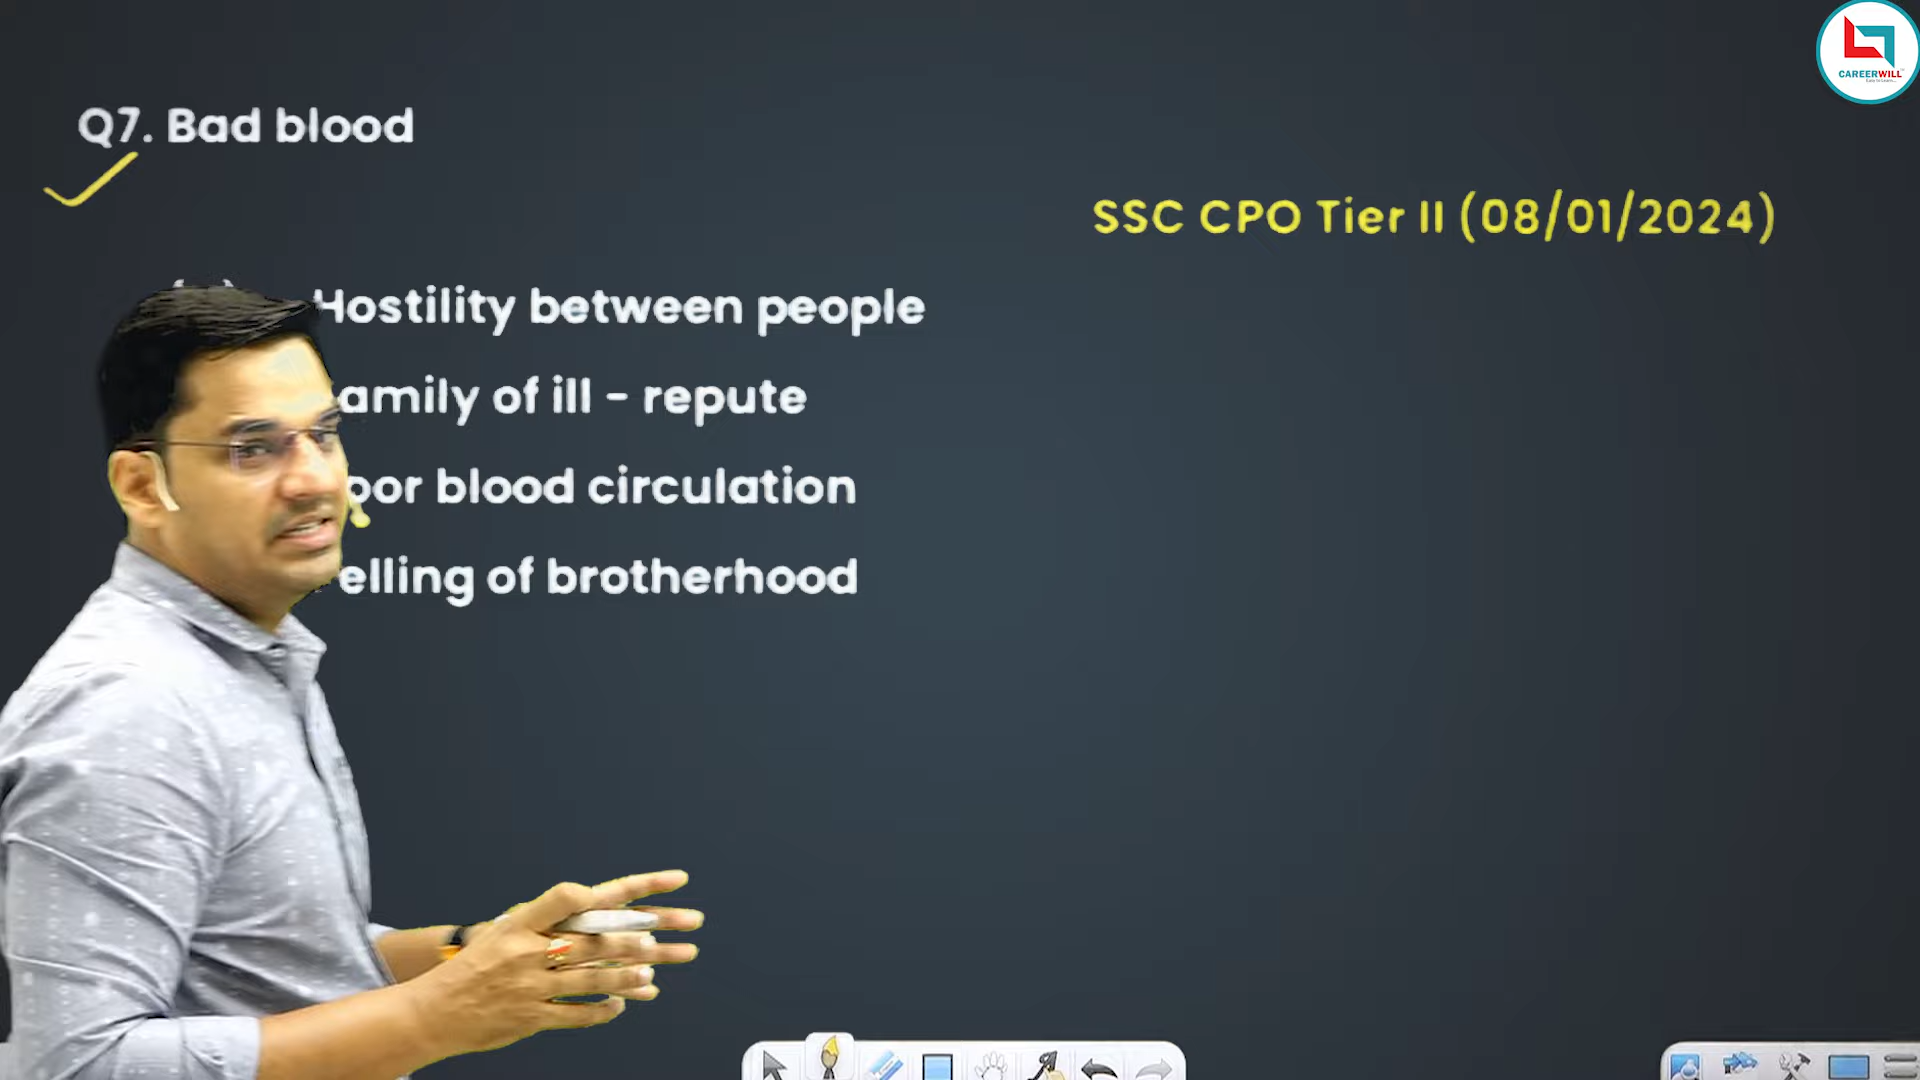 CAREERWILL
Q7. Bad blood
SSC CPO Tier II (08/01/2024)
Hostility between people
amily of ill - repute
oor blood circulation
elling of brotherhood